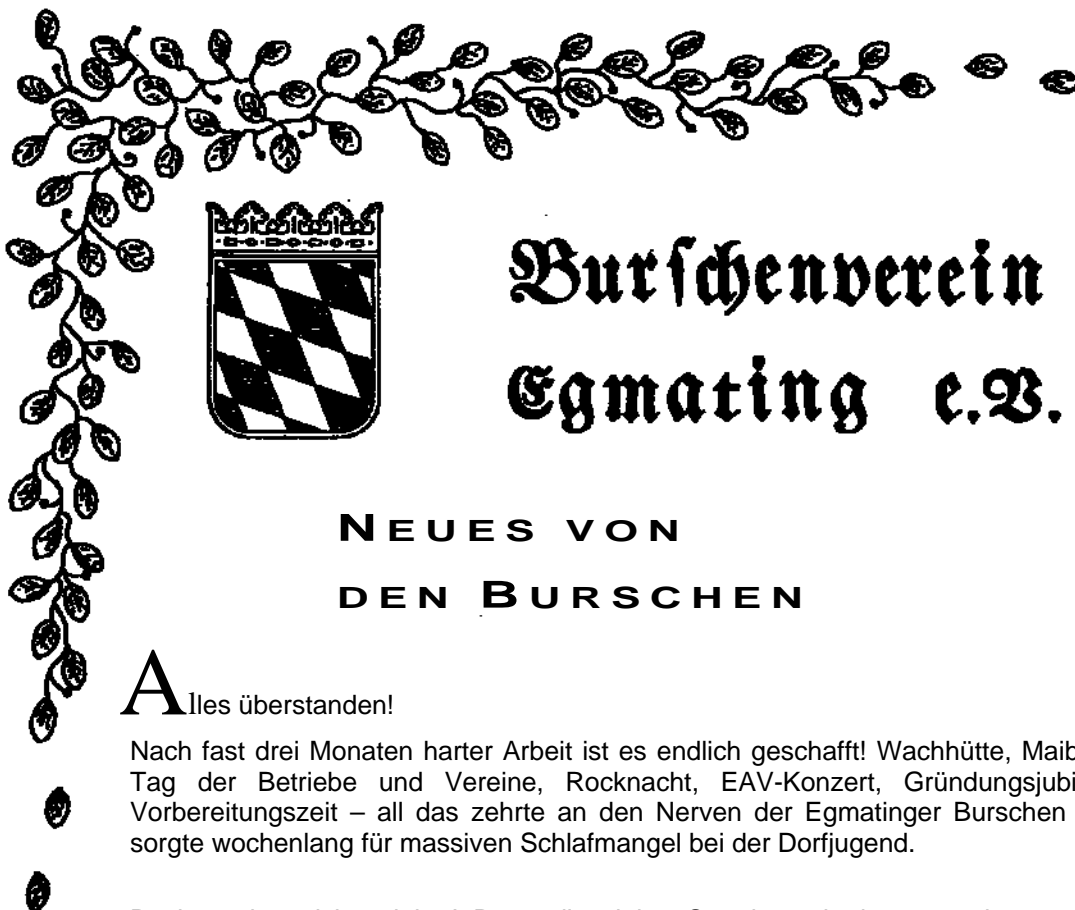 Burschenverein
Egmating e.V.
NEUES VON
DEN BURSCHEN
Alles überstanden!
Nach fast drei Monaten harter Arbeit ist es endlich geschafft! Wachhütte,
Tag der Betriebe und Vereine, Rocknacht, EAV-Konzert,
Vorbereitungszeit – all das zehrte an den Nerven der Egmatinger Burschen
sorgte wochenlang für massiven Schlafmangel bei der Dorfjugend.